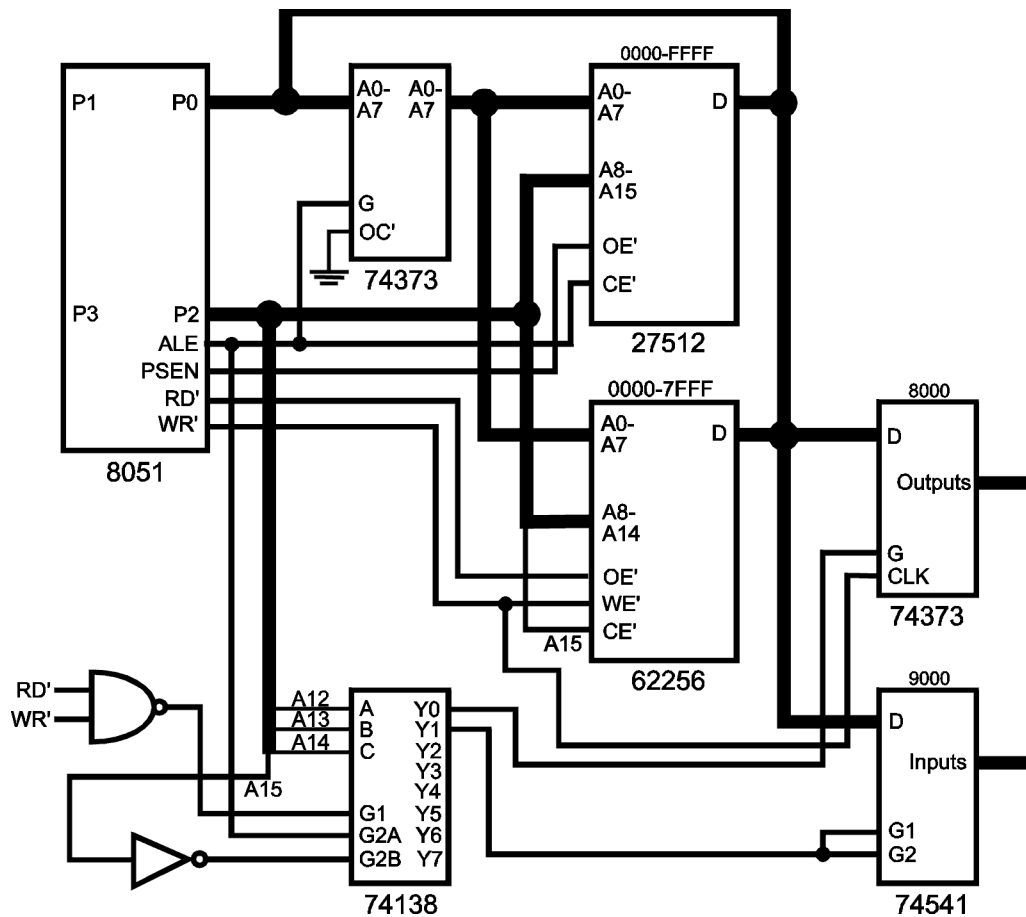 P1
P0
P3
P2
ALE
PSEN
RD'
WR'
8051
A0-
A7
A0-
A7
G
OC'
74373
0000-FFFF
A0-
A7
D
A8-
A15
OE'
CE'
27512
0000-7FFF
A0-
A7
D
A8-
A14
OE'
WE'
CE'
A15
62256
8000
D
Outputs
G
CLK
74373
9000
D
Inputs
G1
G2
74541
RD'
WR'
A12
A13
A14
A15
A
B
C
G1
G2A
G2B
Y0
Y1
Y2
Y3
Y4
Y5
Y6
Y7
74138